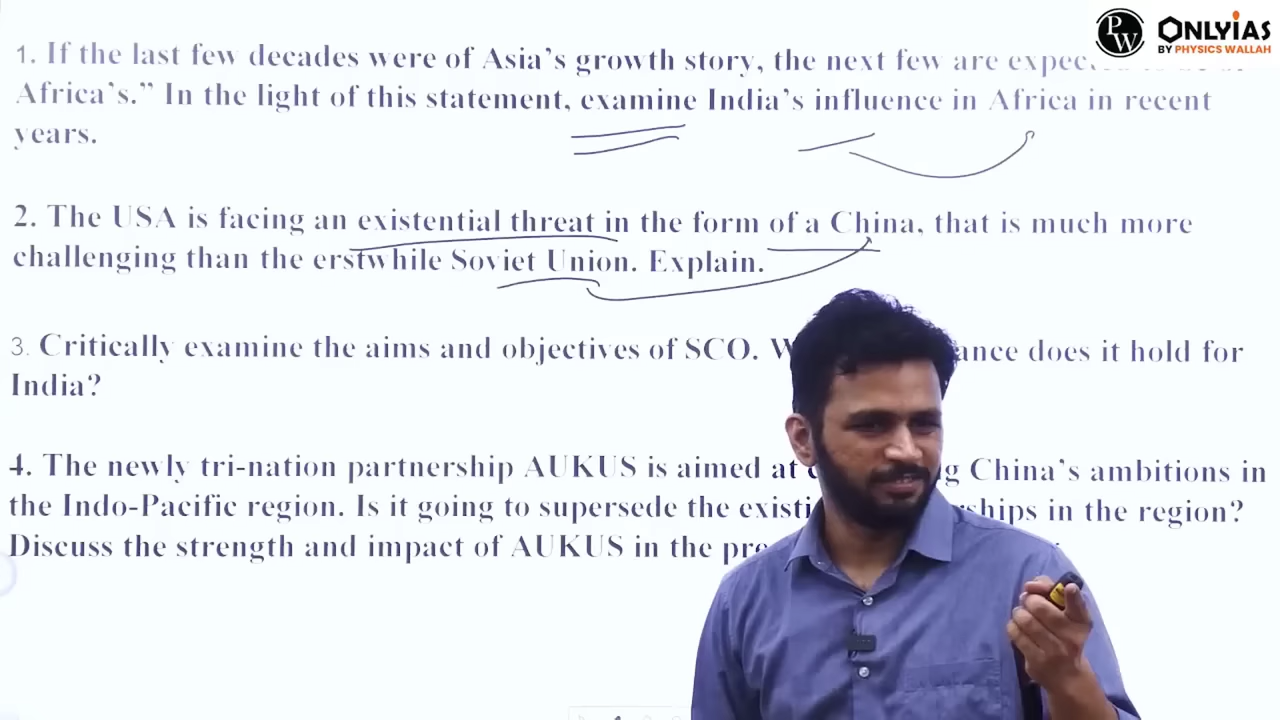 PW
ONLYIAS
BY PHYSICS WALLAH
1. If the last few decades were of Asia's growth story, the next few are
Africa's.” In the light of this statement, examine India's influence in Africa in recent
years.
2. The USA is facing an existential threat in the form of a China, that is much more
challenging than the erstwhile Soviet Union. Explain.
3. Critically examine the aims and objectives of SCO. does it hold for
India?
4. The newly tri-nation partnership AUKUS is aimed at China's ambitions in
the Indo-Pacific region. Is it going to supersede the in the region?
Discuss the strength and impact of AUKUS in the